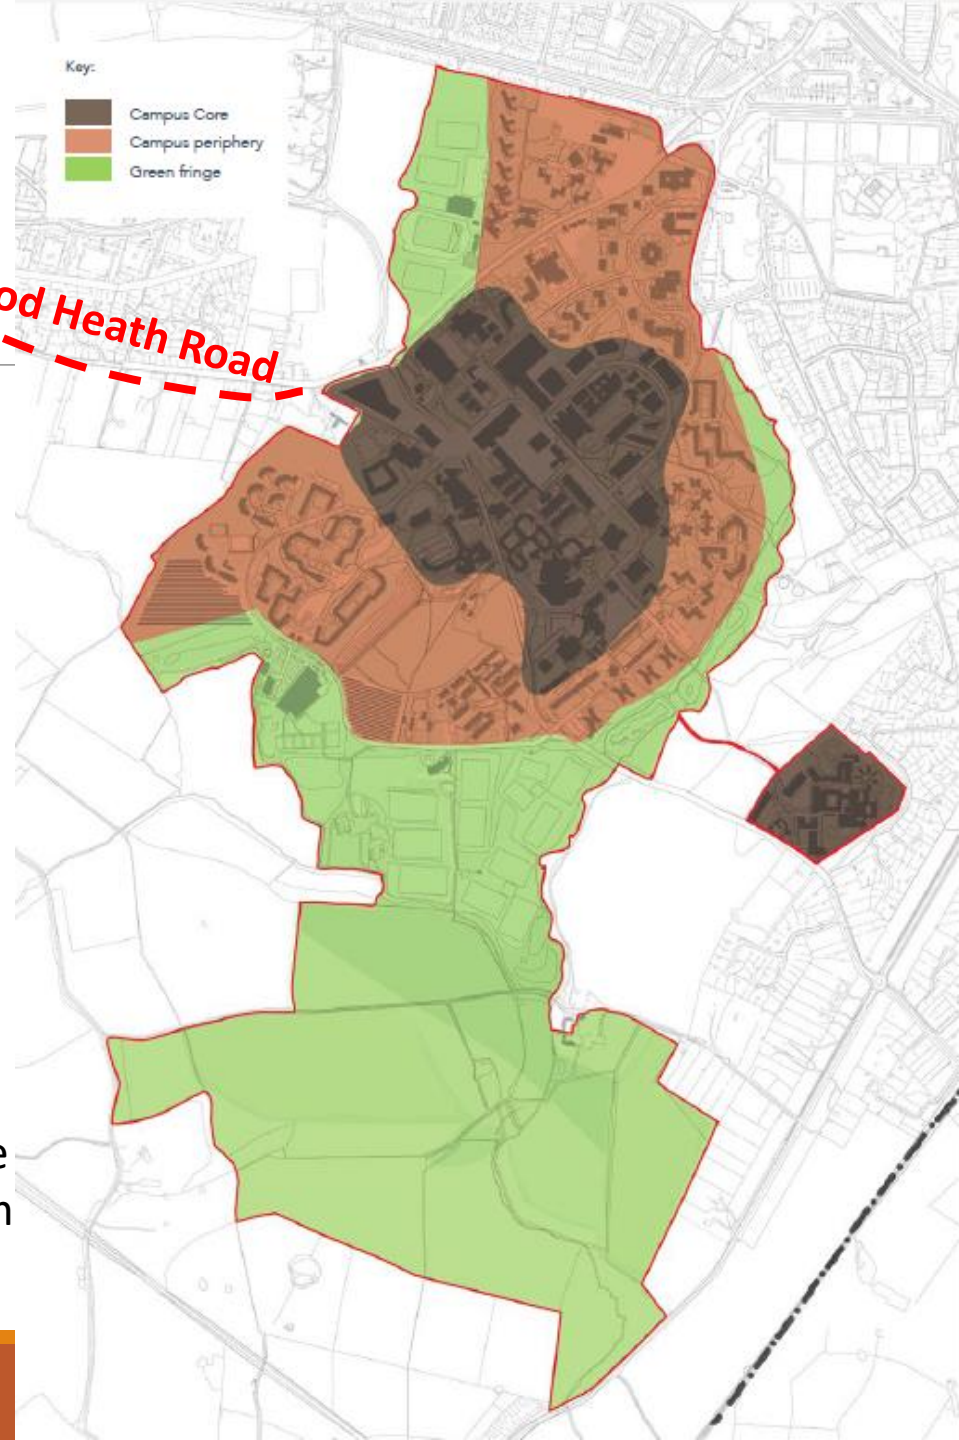 Key:
Campus Core
Campus periphery
Green fringe
od Heath Road
e
n